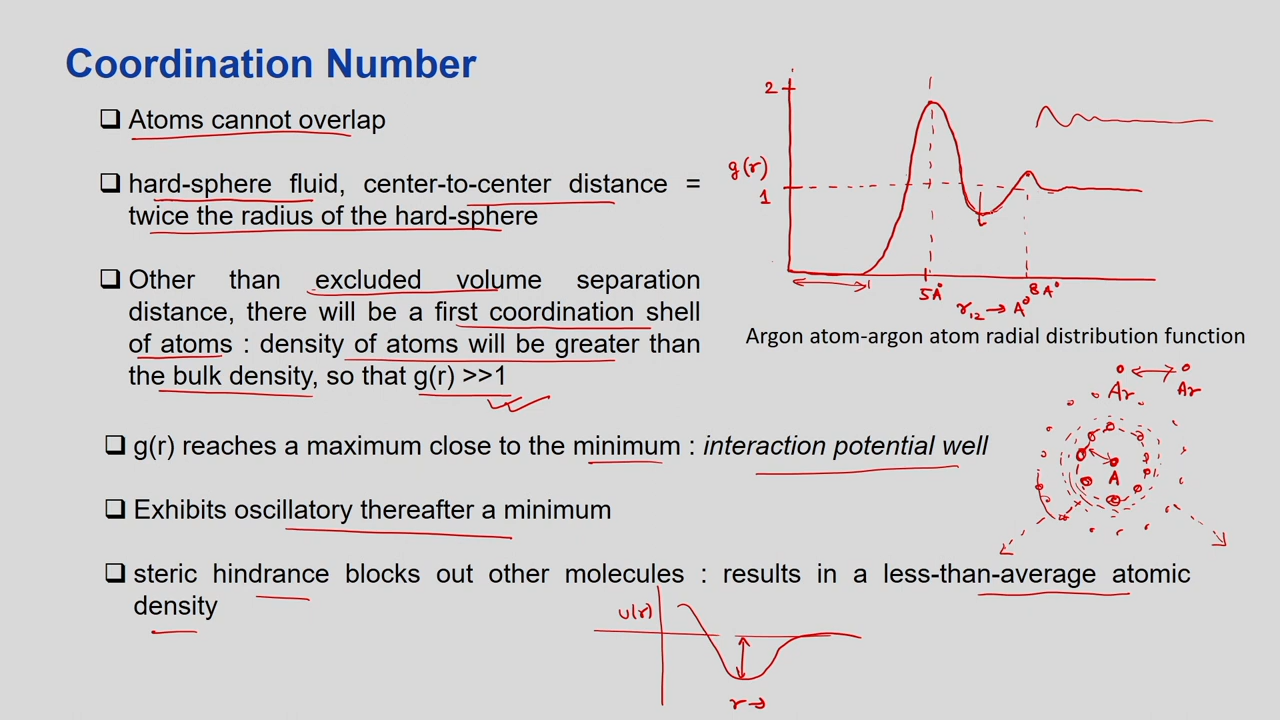 Coordination Number
❑ Atoms cannot overlap
❑ hard-sphere fluid, center-to-center distance =
twice the radius of the hard-sphere
❑ Other than excluded volume separation
distance, there will be a first coordination shell
of atoms : density of atoms will be greater than
the bulk density, so that g(r) >>1
❑ g(r) reaches a maximum close to the minimum : interaction potential well
❑ Exhibits oscillatory thereafter a minimum
❑ steric hindrance blocks out other molecules : results in a less-than-average atomic
density
2
g(r)
1
5A°
8A°
r₁₂ → A°
Argon atom-argon atom radial distribution function
Ar Ar
A
u(r)
r →